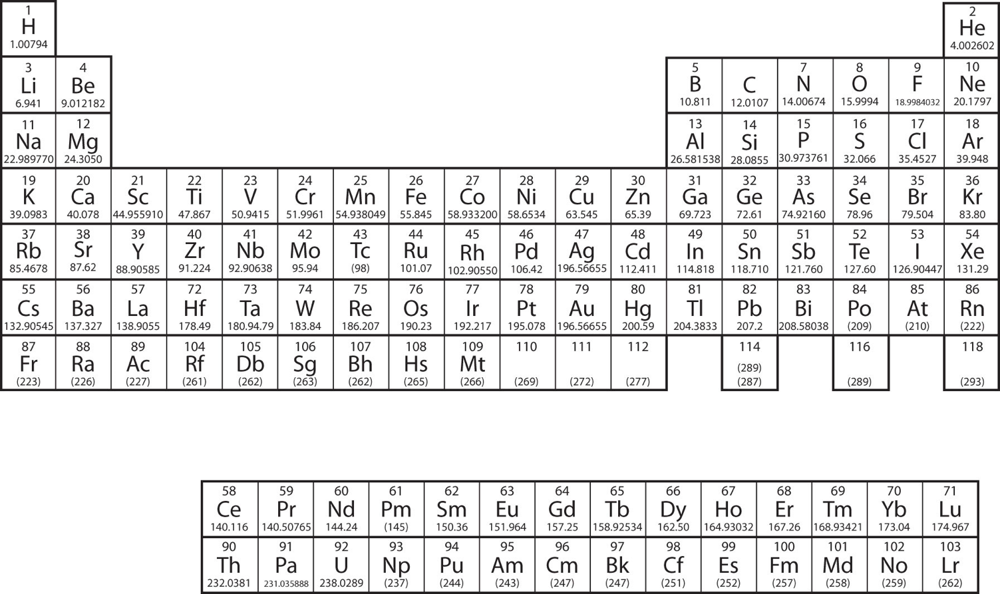 1 2
H He
1.00794 4.002602
3 4 5 7 8 9 10
Li Be B C N O F Ne
6.941 9.012182 10.811 12.0107 14.00674 15.9994 18.9984032 20.1797
11 12 13 14 15 16 17 18
Na Mg Al Si P S Cl Ar
22.989770 24.3050 26.581538 28.0855 30.973761 32.066 35.4527 39.948
19 20 21 22 23 24 25 26 27 28 29 30 31 32 33 34 35 36
K Ca Sc Ti V Cr Mn Fe Co Ni Cu Zn Ga Ge As Se Br Kr
39.0983 40.078 44.955910 47.867 50.9415 51.9961 54.938049 55.845 58.933200 58.6534 63.545 65.39 69.723 72.61 74.92160 78.96 79.504 83.80
37 38 39 40 41 42 43 44 45 46 47 48 49 50 51 52 53 54
Rb Sr Y Zr Nb Mo Tc Ru Rh Pd Ag Cd In Sn Sb Te I Xe
85.4678 87.62 88.90585 91.224 92.90638 95.94 (98) 101.07 102.90550 106.42 196.56655 112.411 114.818 118.710 121.760 127.60 126.90447 131.29
55 56 57 72 73 74 75 76 77 78 79 80 81 82 83 84 85 86
Cs Ba La Hf Ta W Re Os Ir Pt Au Hg Tl Pb Bi Po At Rn
132.90545 137.327 138.9055 178.49 180.94.79 183.84 186.207 190.23 192.217 195.078 196.56655 200.59 204.3833 207.2 208.58038 (209) (210) (222)
87 88 89 104 105 106 107 108 109 110 111 112 114 116 118
Fr Ra Ac Rf Db Sg Bh Hs Mt (289)
(223) (226) (227) (261) (262) (263) (262) (265) (266) (269) (272) (277) (287) (289) (293)
58 59 60 61 62 63 64 65 66 67 68 69 70 71
Ce Pr Nd Pm Sm Eu Gd Tb Dy Ho Er Tm Yb Lu
140.116 140.50765 144.24 (145) 150.36 151.964 157.25 158.92534 162.50 164.93032 167.26 168.93421 173.04 174.967
90 91 92 93 94 95 96 97 98 99 100 101 102 103
Th Pa U Np Pu Am Cm Bk Cf Es Fm Md No Lr
232.0381 231.035888 238.0289 (237) (244) (243) (247) (247) (251) (252) (257) (258) (259) (262)